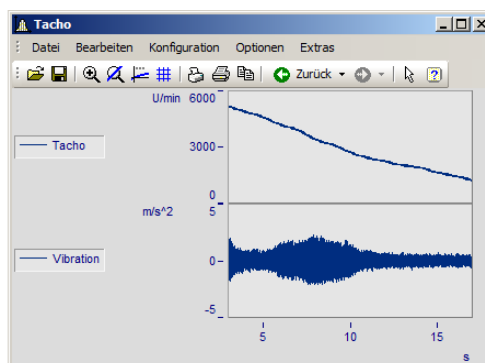 Tacho
Datei Bearbeiten Konfiguration Optionen Extras
Zurück
U/min 6000
Tacho
3000
0
m/s^2 5
Vibration
0
-5
5 10 15
s